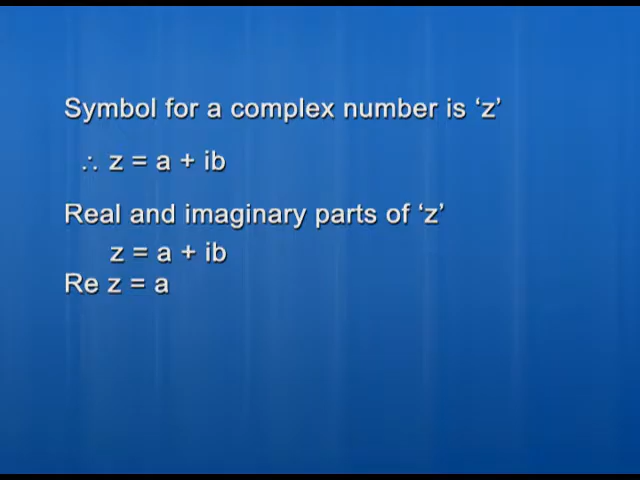 Symbol for a complex number is ‘z’
∴ z = a + ib
Real and imaginary parts of ‘z’
z = a + ib
Re z = a